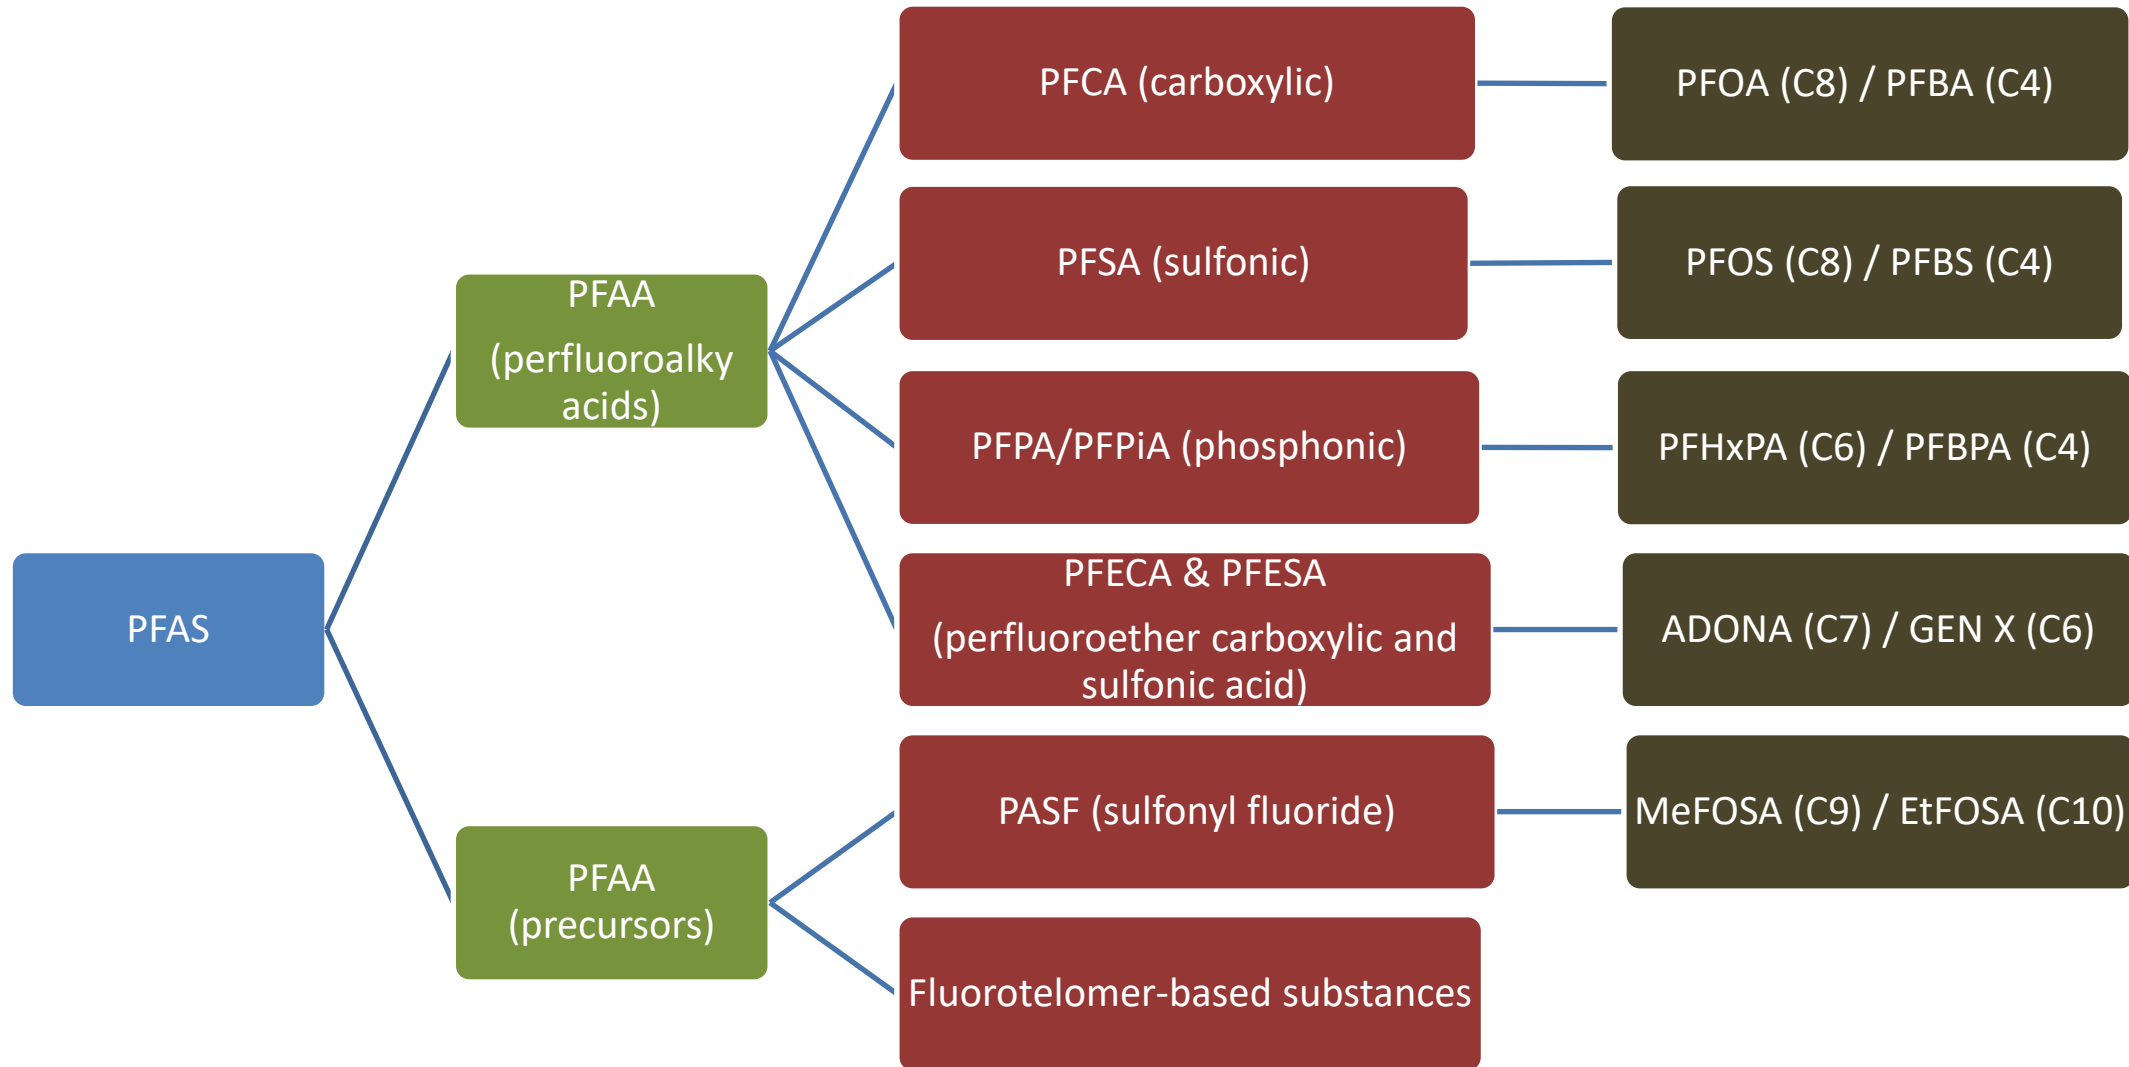 PFAS
PFAA
(perfluoroalky
acids)
PFAA
(precursors)
PFCA (carboxylic)
PFSA (sulfonic)
PFPA/PFPiA (phosphonic)
PFECA & PFESA
(perfluoroether carboxylic and
sulfonic acid)
PASF (sulfonyl fluoride)
Fluorotelomer-based substances
PFOA (C8) / PFBA (C4)
PFOS (C8) / PFBS (C4)
PFHxPA (C6) / PFBPA (C4)
ADONA (C7) / GEN X (C6)
MeFOSA (C9) / EtFOSA (C10)